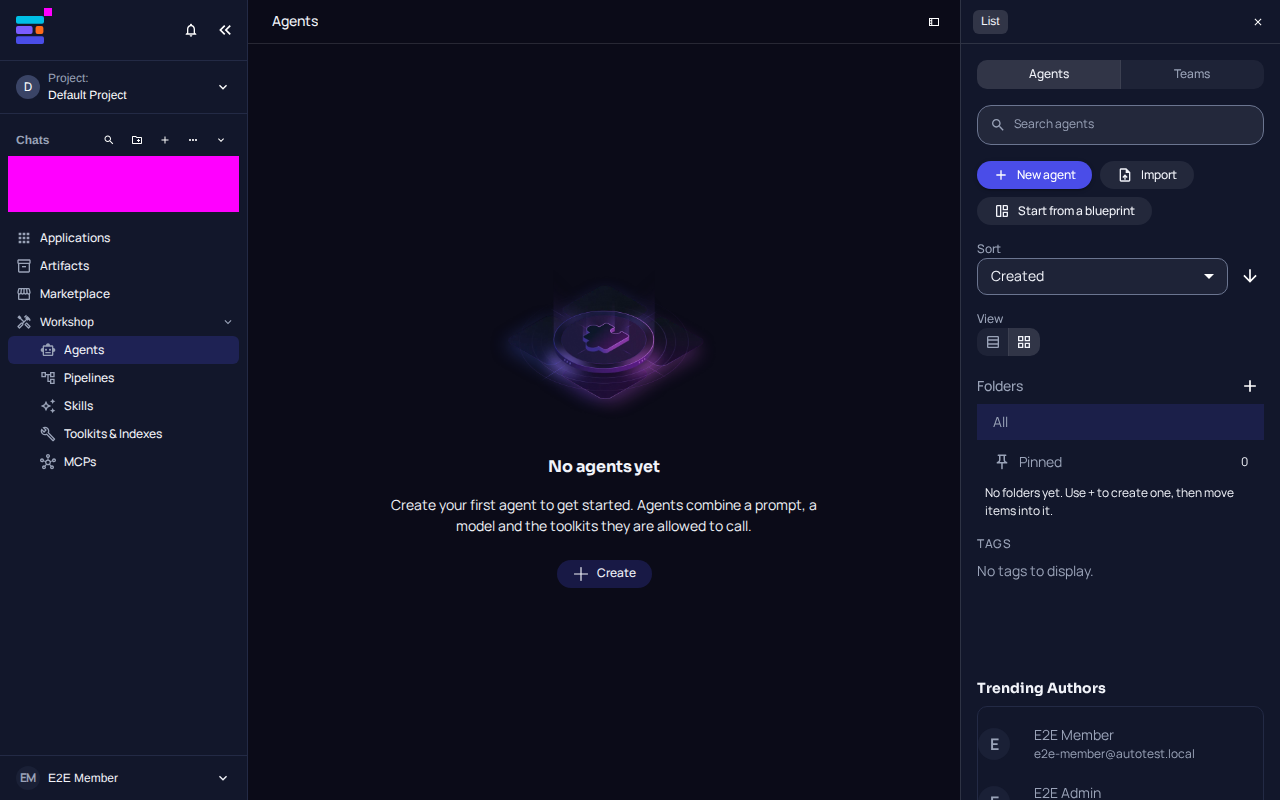 Agents
List
D
Project:
Default Project
Chats
Applications
Artifacts
Marketplace
Workshop
Agents
Pipelines
Skills
Toolkits & Indexes
MCPs
EM
E2E Member
No agents yet
Create your first agent to get started. Agents combine a prompt, a
model and the toolkits they are allowed to call.
Create
Agents
Teams
Search agents
New agent
Import
Start from a blueprint
Sort
Created
View
Folders
All
Pinned
0
No folders yet. Use + to create one, then move
items into it.
TAGS
No tags to display.
Trending Authors
E
E2E Member
e2e-member@autotest.local
E2E Admin